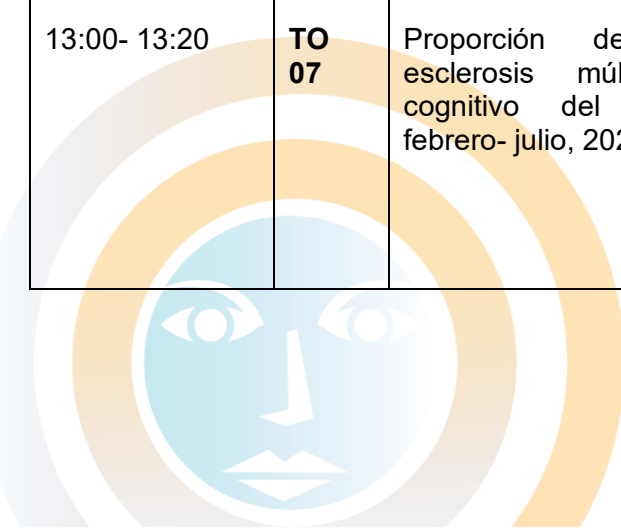 13:00- 13:20
TO
07
Proporción de
esclerosis
cognitivo del
febrero- julio,